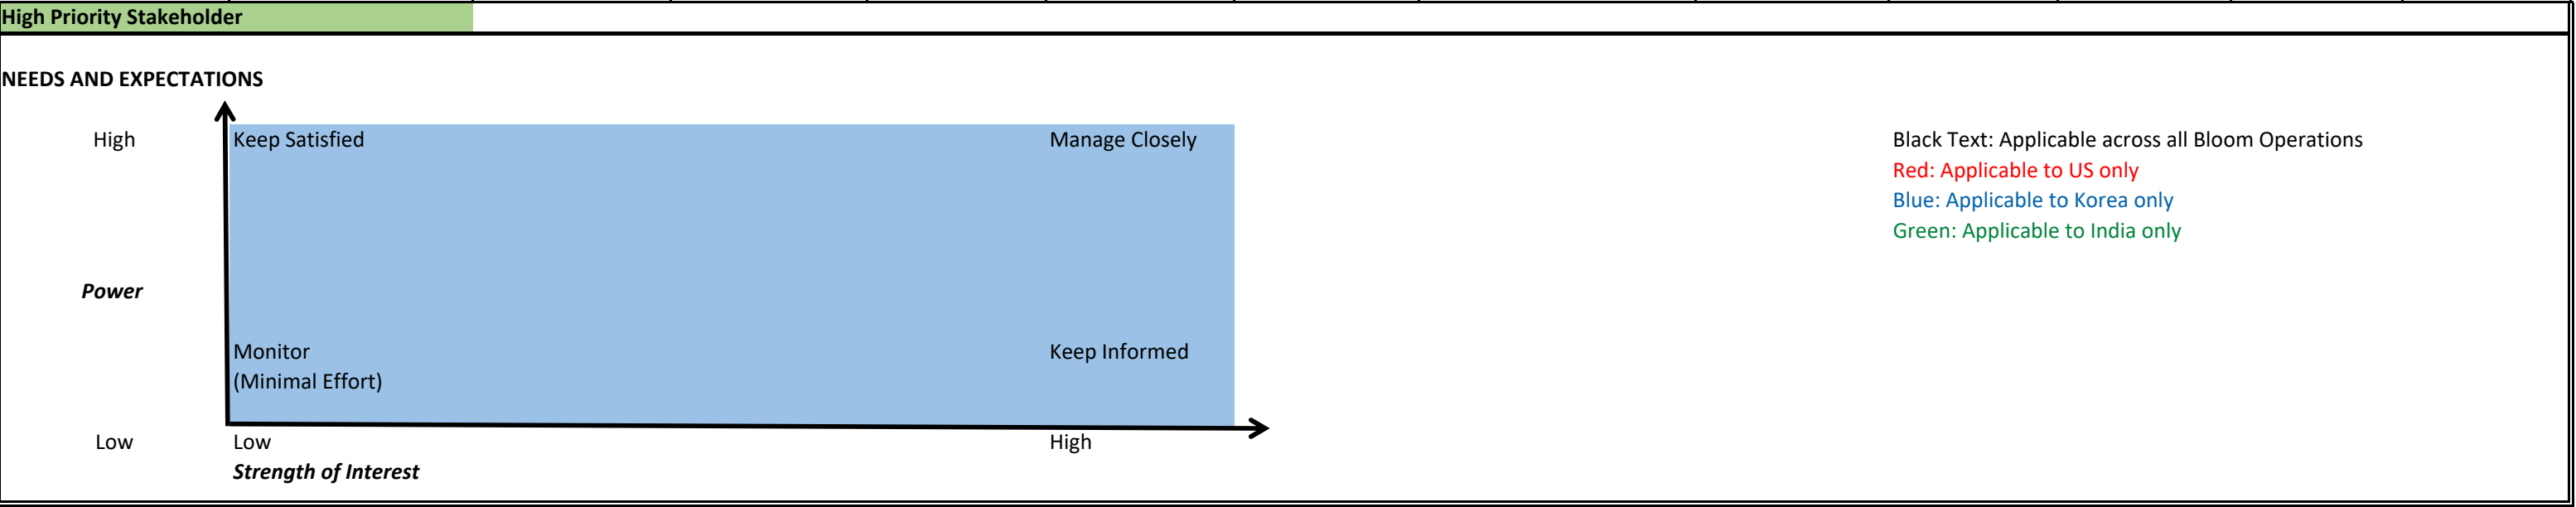 High Priority Stakeholder
NEEDS AND EXPECTATIONS
High
Keep Satisfied
Manage Closely
Black Text: Applicable across all Bloom Operations
Red: Applicable to US only
Blue: Applicable to Korea only
Green: Applicable to India only
Power
Monitor
(Minimal Effort)
Keep Informed
Low
Low
High
Strength of Interest